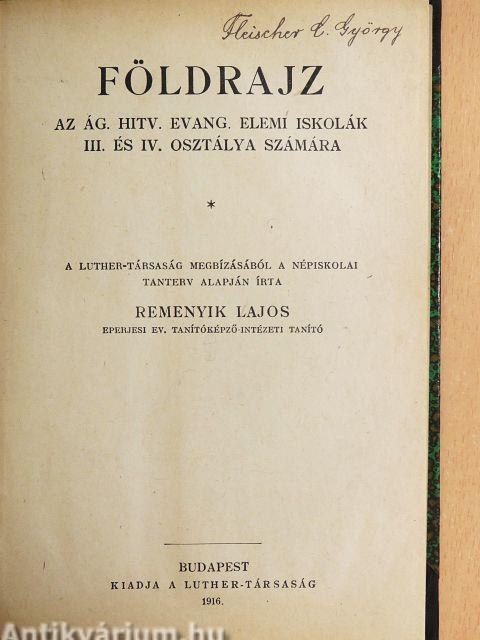 Fleischer E. György
FÖLDRAJZ
AZ ÁG. HITV. EVANG. ELEMI ISKOLÁK
III. ÉS IV. OSZTÁLYA SZÁMÁRA
*
A LUTHER-TÁRSASÁG MEGBÍZÁSÁBÓL A NÉPISKOLAI
TANTERV ALAPJÁN ÍRTA
REMENYIK LAJOS
EPERJESI EV. TANÍTÓKÉPZŐ-INTÉZETI TANÍTÓ
BUDAPEST
KIADJA A LUTHER-TÁRSASÁG
1916.
Antikvárium.hu